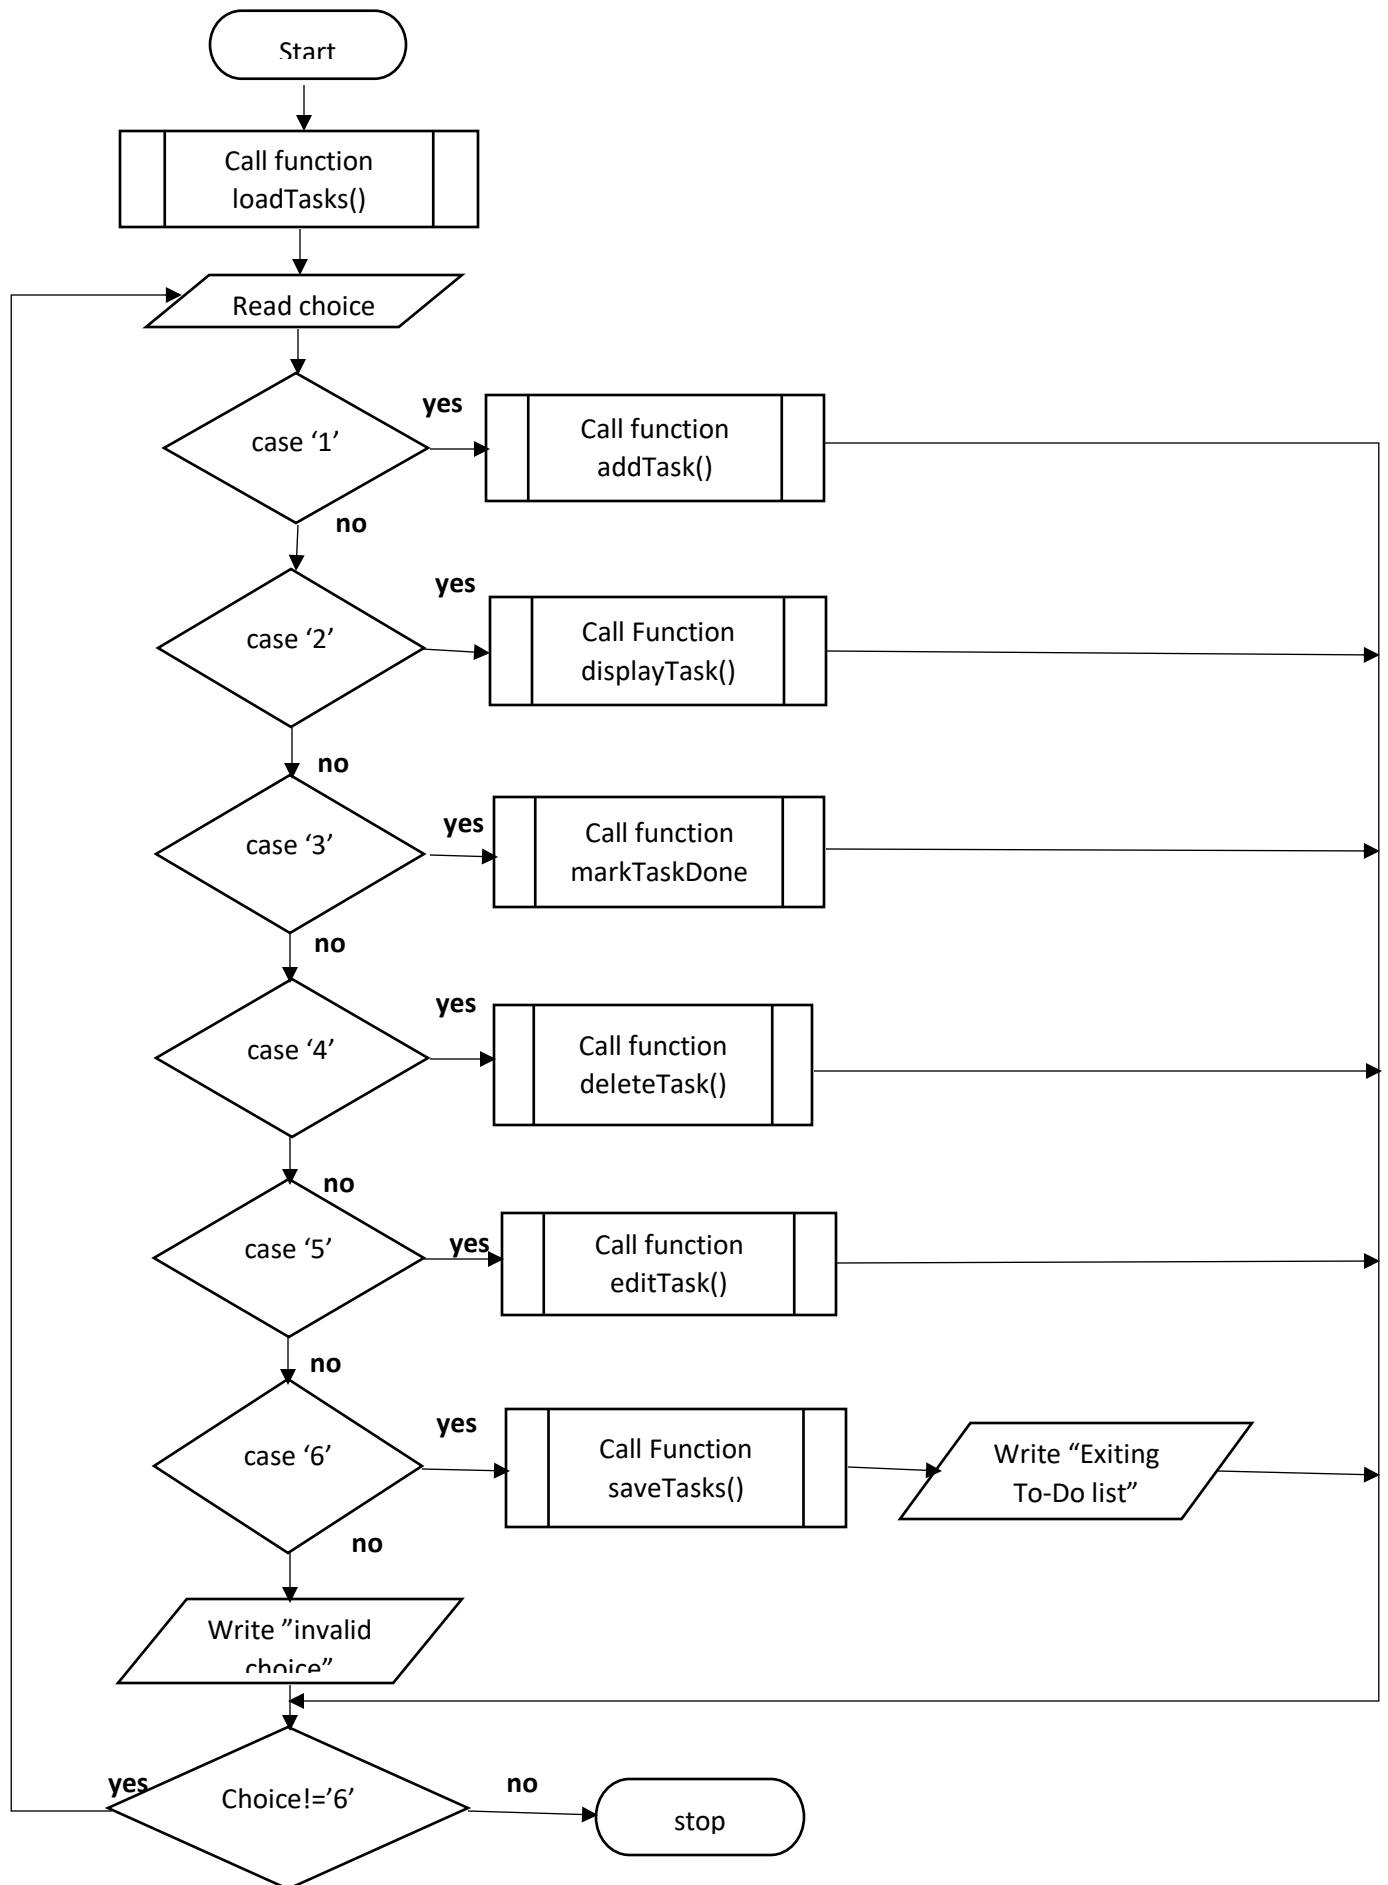 Start
Call function
loadTasks()
Read choice
case ‘1’
yes
Call function
addTask()
no
case ‘2’
yes
Call Function
displayTask()
no
case ‘3’
yes
Call function
markTaskDone
no
case ‘4’
yes
Call function
deleteTask()
no
case ‘5’
yes
Call function
editTask()
no
case ‘6’
yes
Call Function
saveTasks()
Write “Exiting
To-Do list”
no
Write ”invalid
choice”
yes
Choice!=’6’
no
stop